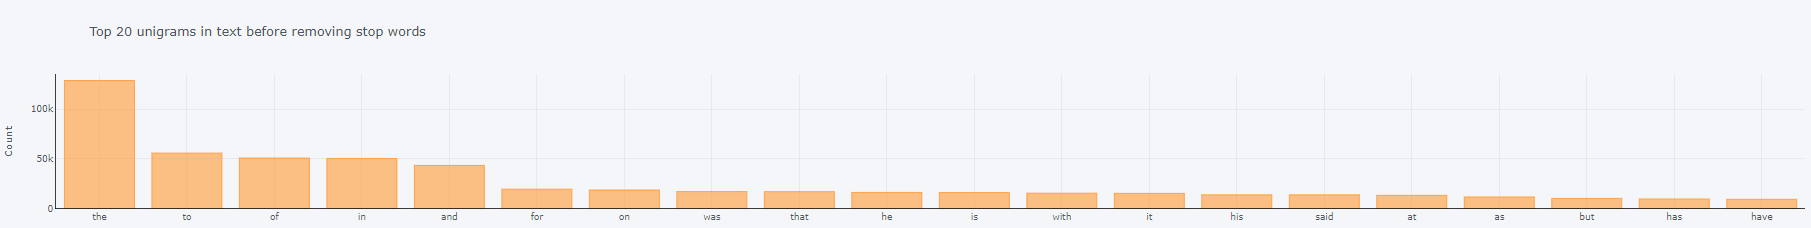 Top 20 unigrams in text before removing stop words
100k
50k
0
Count
the to of in and for on was that he is with it his said at as but has have